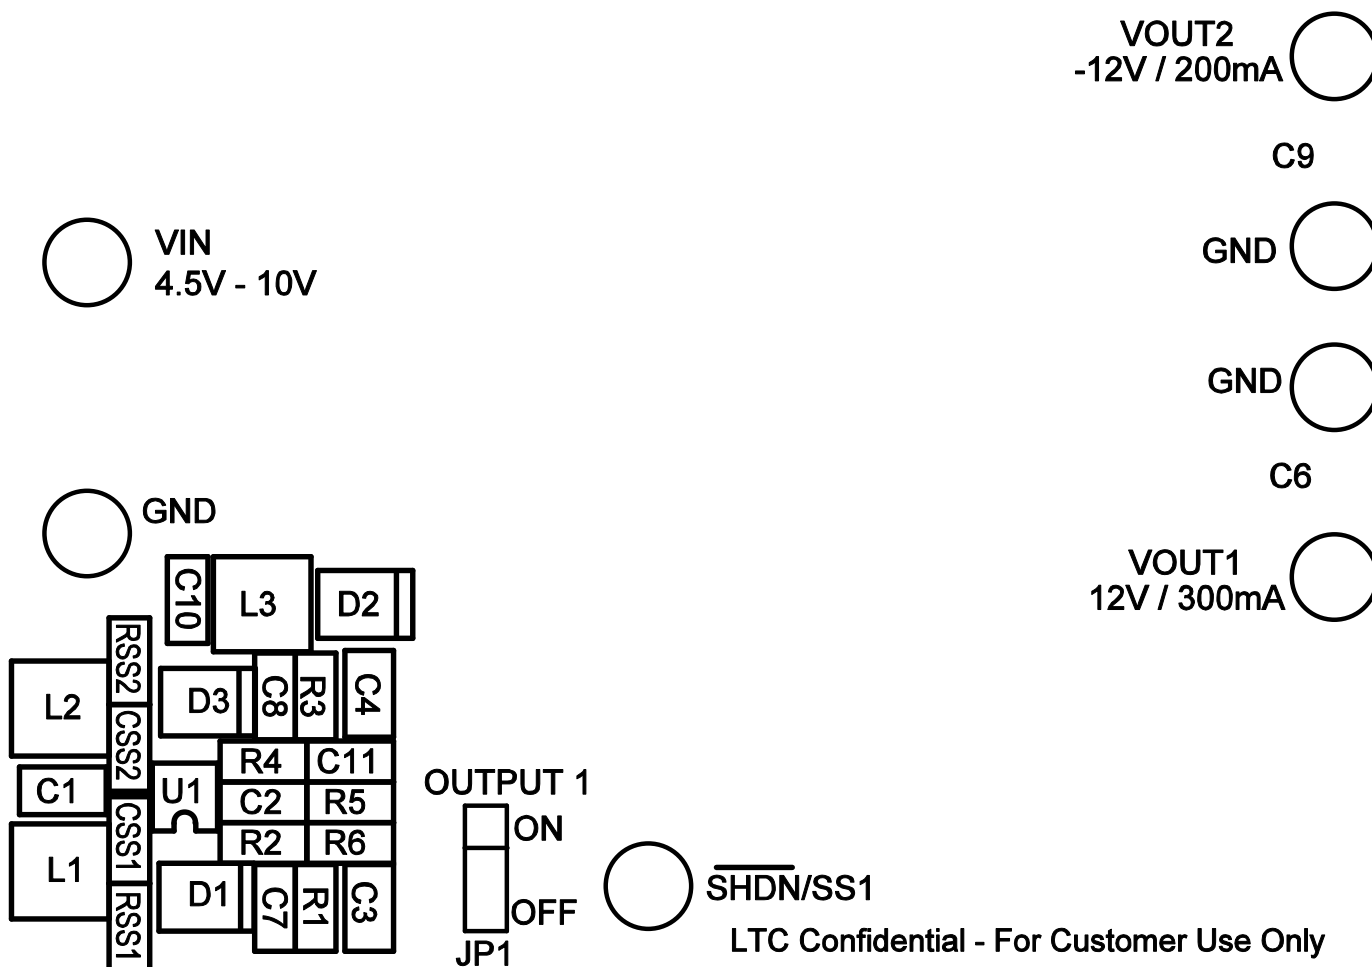 VOUT2
-12V / 200mA
C9
VIN
4.5V - 10V
GND
GND
C6
GND
VOUT1
12V / 300mA
C10
L3
D2
RSS2
L2
D3
C8
R3
C4
CSS2
R4
C11
C1
U1
C2
R5
OUTPUT 1
ON
CSS1
R2
R6
L1
D1
C7
R1
C3
RSS1
OFF
JP1
SHDN/SS1
LTC Confidential - For Customer Use Only